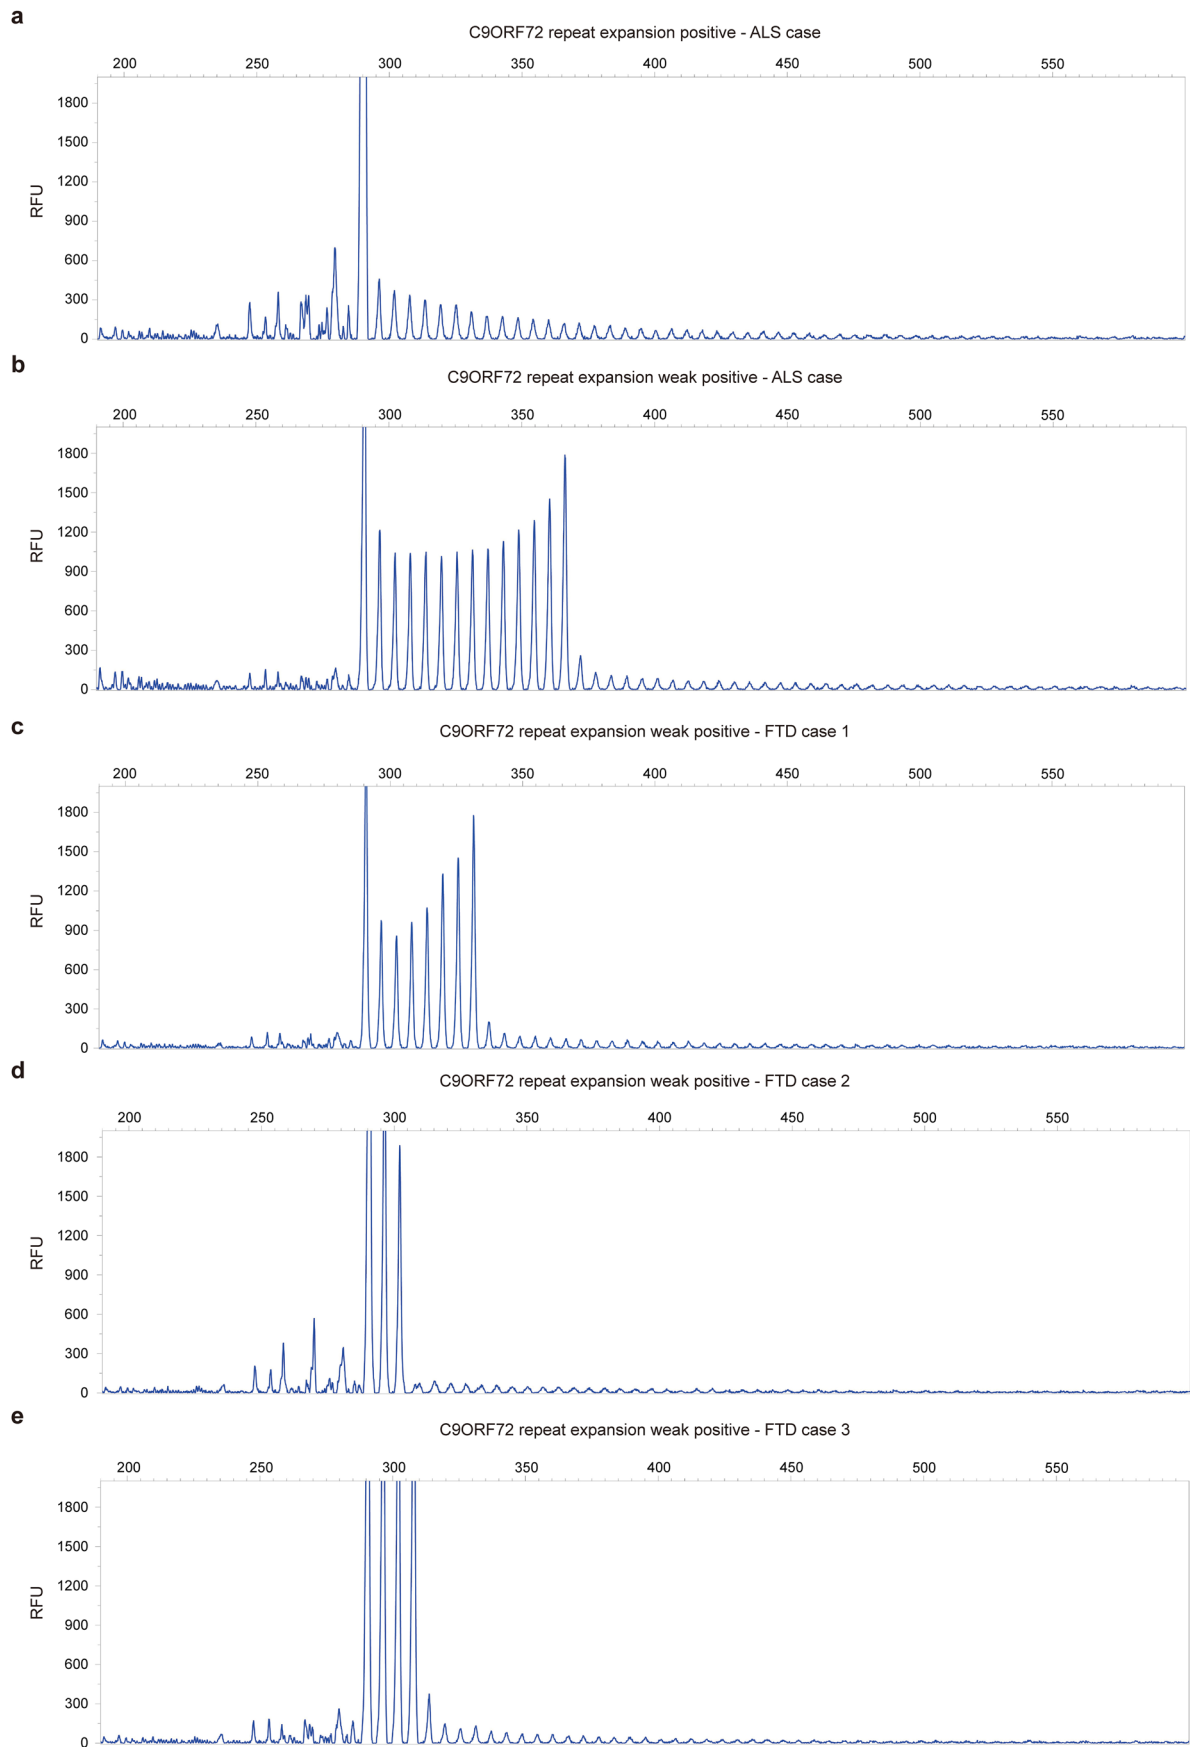 a
C9ORF72 repeat expansion positive - ALS case
200 250 300 350 400 450 500 550
1800
1500
1200
900
600
300
0
RFU
b
C9ORF72 repeat expansion weak positive - ALS case
200 250 300 350 400 450 500 550
1800
1500
1200
900
600
300
0
RFU
c
C9ORF72 repeat expansion weak positive - FTD case 1
200 250 300 350 400 450 500 550
1800
1500
1200
900
600
300
0
RFU
d
C9ORF72 repeat expansion weak positive - FTD case 2
200 250 300 350 400 450 500 550
1800
1500
1200
900
600
300
0
RFU
e
C9ORF72 repeat expansion weak positive - FTD case 3
200 250 300 350 400 450 500 550
1800
1500
1200
900
600
300
0
RFU